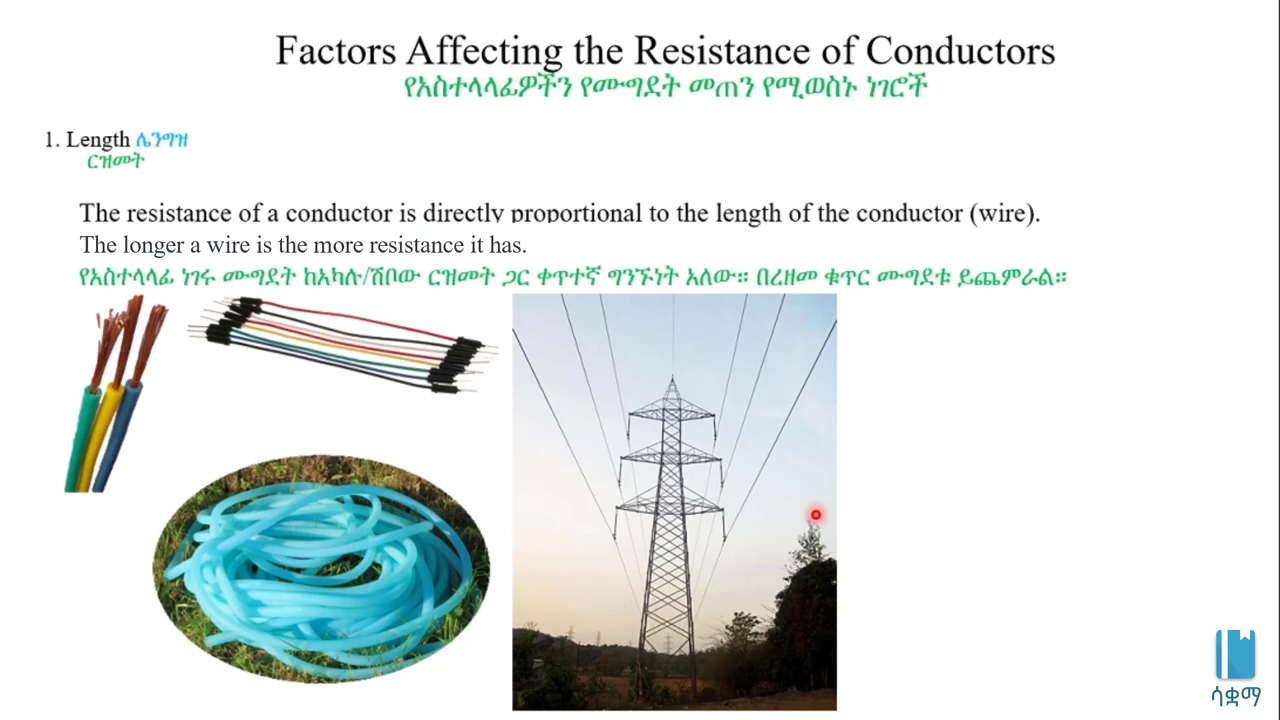 Factors Affecting the Resistance of Conductors
የአስተላላፊዎችን የሙግደት መጠን የሚወስኑ ነገሮች
1. Length ሌንግዝ
ርዝመት
The resistance of a conductor is directly proportional to the length of the conductor (wire).
The longer a wire is the more resistance it has.
የአስተላላፊ ነገሩ ሙግደት ከአካሉ/ሽቦው ርዝመት ጋር ቀጥተኛ ግንኙነት አለው። በረዘመ ቁጥር ሙግደቱ ይጨምራል።
ሳቋማ